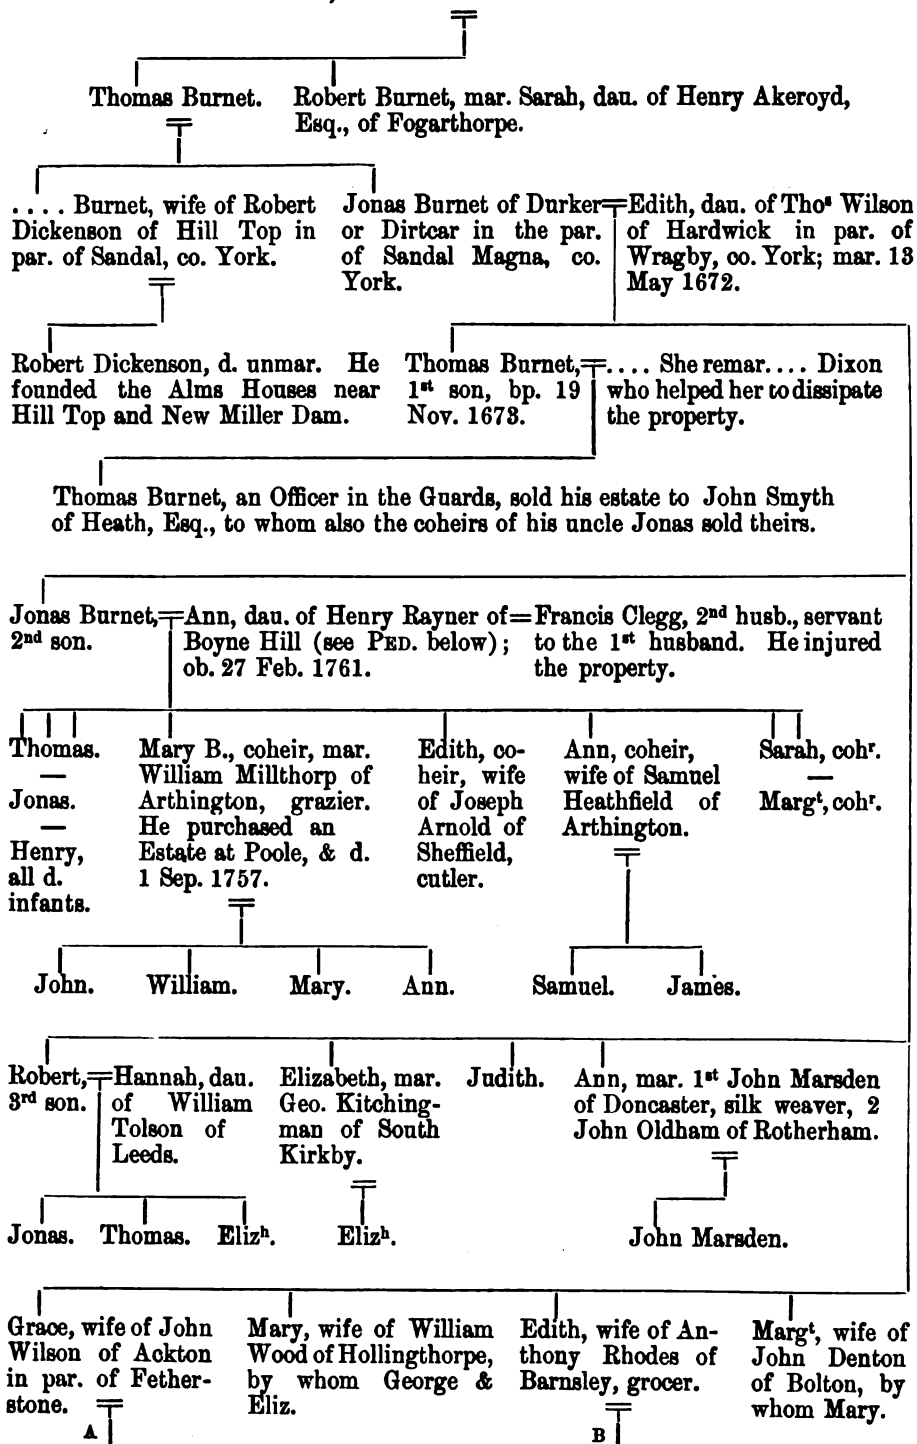 Thomas Burnet.
Robert Burnet, mar. Sarah, dau. of Henry Akeroyd,
Esq., of Fogarthorpe.
.... Burnet, wife of Robert
Dickenson of Hill Top in
par. of Sandal, co. York.
Jonas Burnet of Durker
or Dirtcar in the par.
of Sandal Magna, co.
York.
Edith, dau. of Thoˢ Wilson
of Hardwick in par. of
Wragby, co. York; mar. 13
May 1672.
Robert Dickenson, d. unmar. He
founded the Alms Houses near
Hill Top and New Miller Dam.
Thomas Burnet,
1ˢᵗ son, bp. 19
Nov. 1673.
.... She remar.... Dixon
who helped her to dissipate
the property.
Thomas Burnet, an Officer in the Guards, sold his estate to John Smyth
of Heath, Esq., to whom also the coheirs of his uncle Jonas sold theirs.
Jonas Burnet,
2ⁿᵈ son.
Ann, dau. of Henry Rayner of
Boyne Hill (see PED. below);
ob. 27 Feb. 1761.
Francis Clegg, 2ⁿᵈ husb., servant
to the 1ˢᵗ husband. He injured
the property.
Thomas.
—
Jonas.
—
Henry,
all d.
infants.
Mary B., coheir, mar.
William Millthorp of
Arthington, grazier.
He purchased an
Estate at Poole, & d.
1 Sep. 1757.
Edith, co-
heir, wife
of Joseph
Arnold of
Sheffield,
cutler.
Ann, coheir,
wife of Samuel
Heathfield of
Arthington.
Sarah, cohʳ.
—
Margᵗ, cohʳ.
John. William. Mary. Ann. Samuel. James.
Robert,
3ʳᵈ son.
Hannah, dau.
of William
Tolson of
Leeds.
Elizabeth, mar.
Geo. Kitching-
man of South
Kirkby.
Judith.
Ann, mar. 1ˢᵗ John Marsden
of Doncaster, silk weaver, 2
John Oldham of Rotherham.
Jonas. Thomas. Elizʰ. Elizʰ. John Marsden.
Grace, wife of John
Wilson of Ackton
in par. of Fether-
stone.
A
Mary, wife of William
Wood of Hollingthorpe,
by whom George &
Eliz.
Edith, wife of An-
thony Rhodes of
Barnsley, grocer.
B
Margᵗ, wife of
John Denton
of Bolton, by
whom Mary.